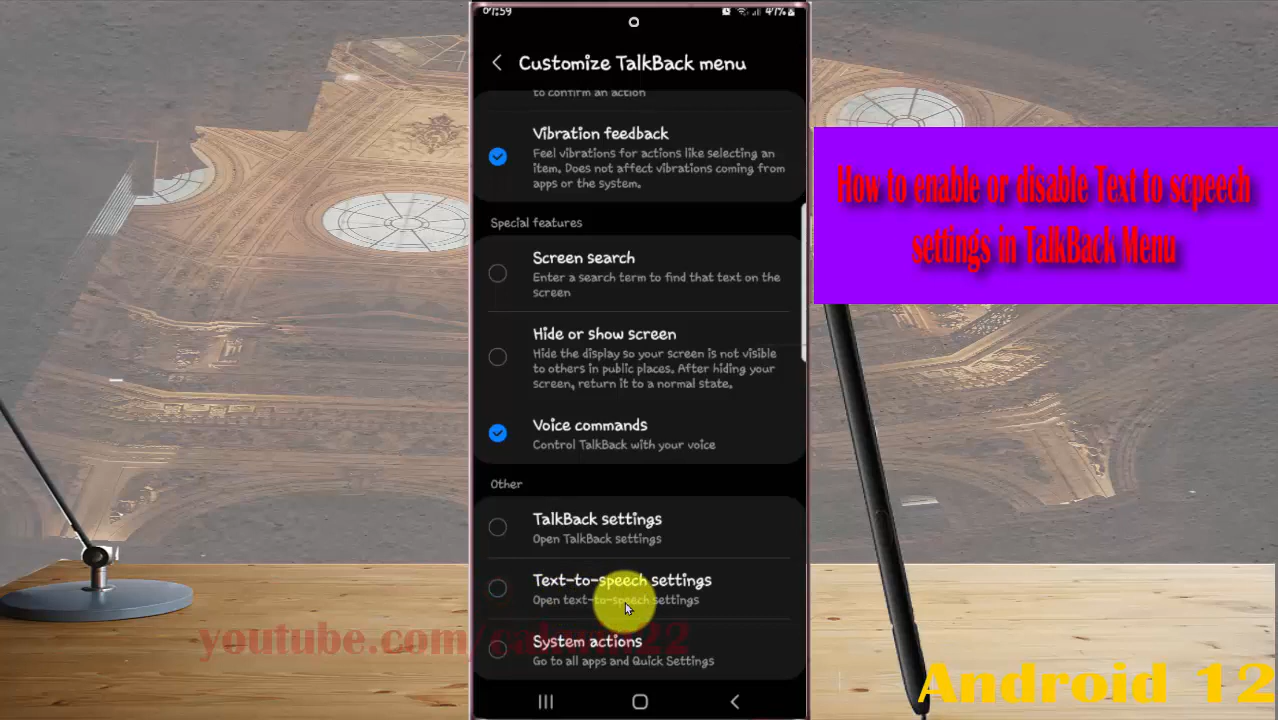 07:59
47%
Customize TalkBack menu
to confirm an action
Vibration feedback
Feel vibrations for actions like selecting an
item. Does not affect vibrations coming from
apps or the system.
Special features
Screen search
Enter a search term to find that text on the
screen
Hide or show screen
Hide the display so your screen is not visible
to others in public places. After hiding your
screen, return it to a normal state.
Voice commands
Control TalkBack with your voice
Other
TalkBack settings
Open TalkBack settings
Text-to-speech settings
Open text-to-speech settings
System actions
Go to all apps and Quick Settings
How to enable or disable Text to scpeech
settings in TalkBack Menu
Android 12